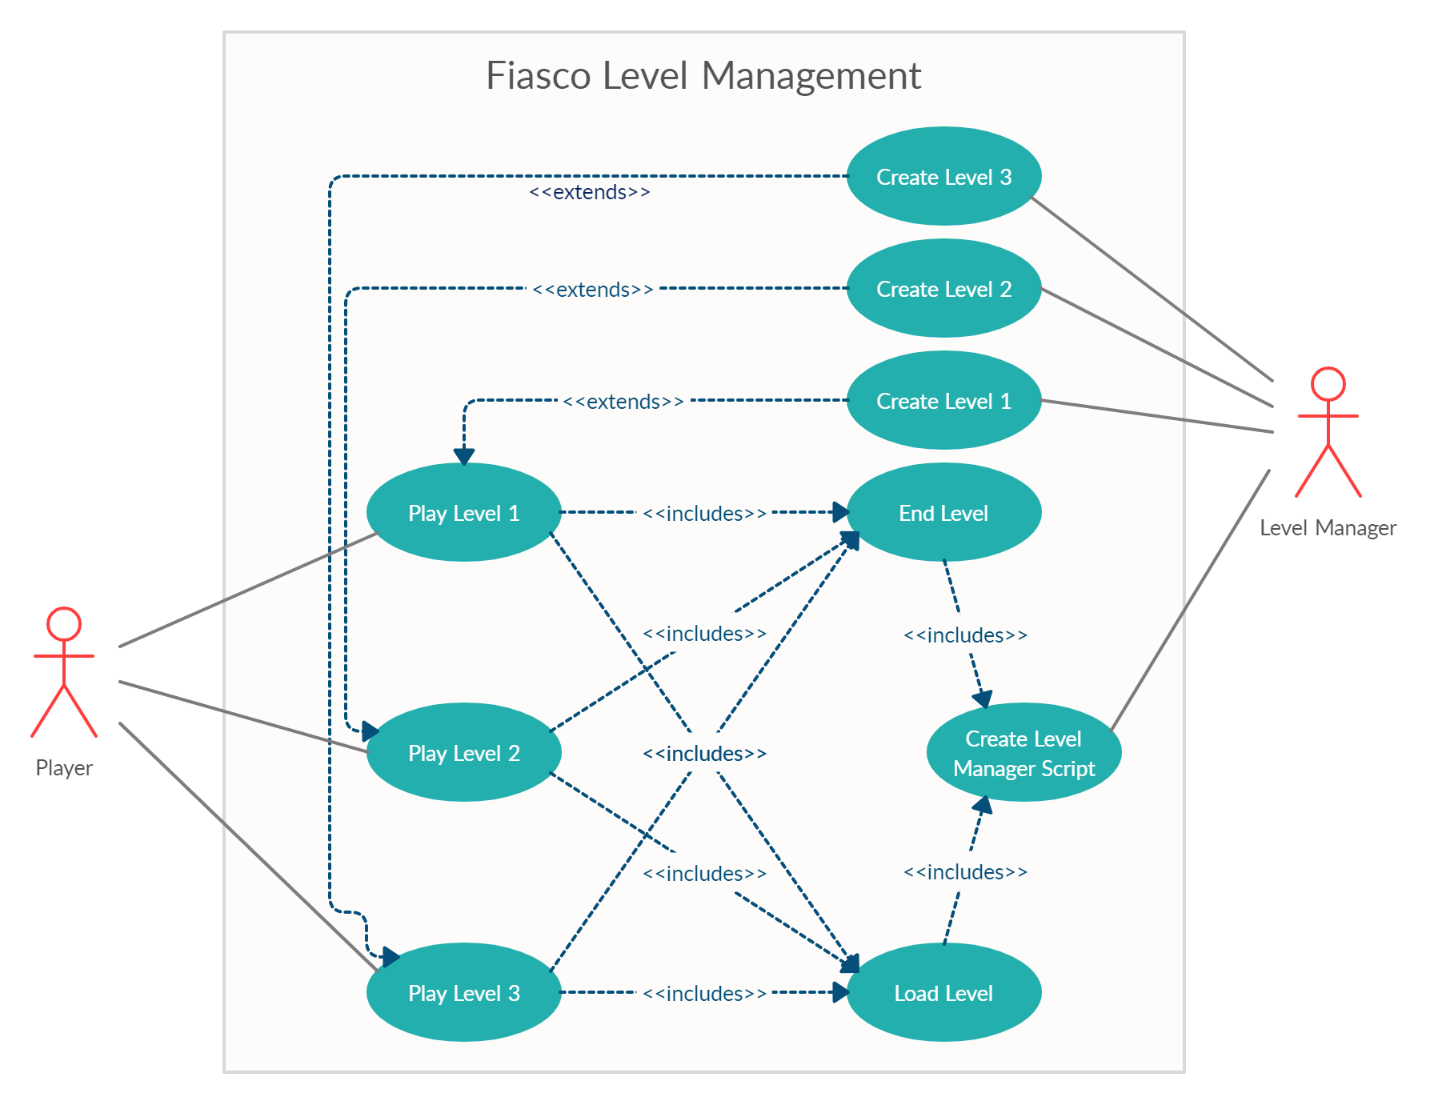 Fiasco Level Management
Create Level 3
<<extends>>
<<extends>>
Create Level 2
<<extends>>
Create Level 1
Play Level 1
<<includes>>
End Level
Level Manager
<<includes>>
<<includes>>
Player
Play Level 2
<<includes>>
Create Level
Manager Script
<<includes>>
<<includes>>
Play Level 3
<<includes>>
Load Level